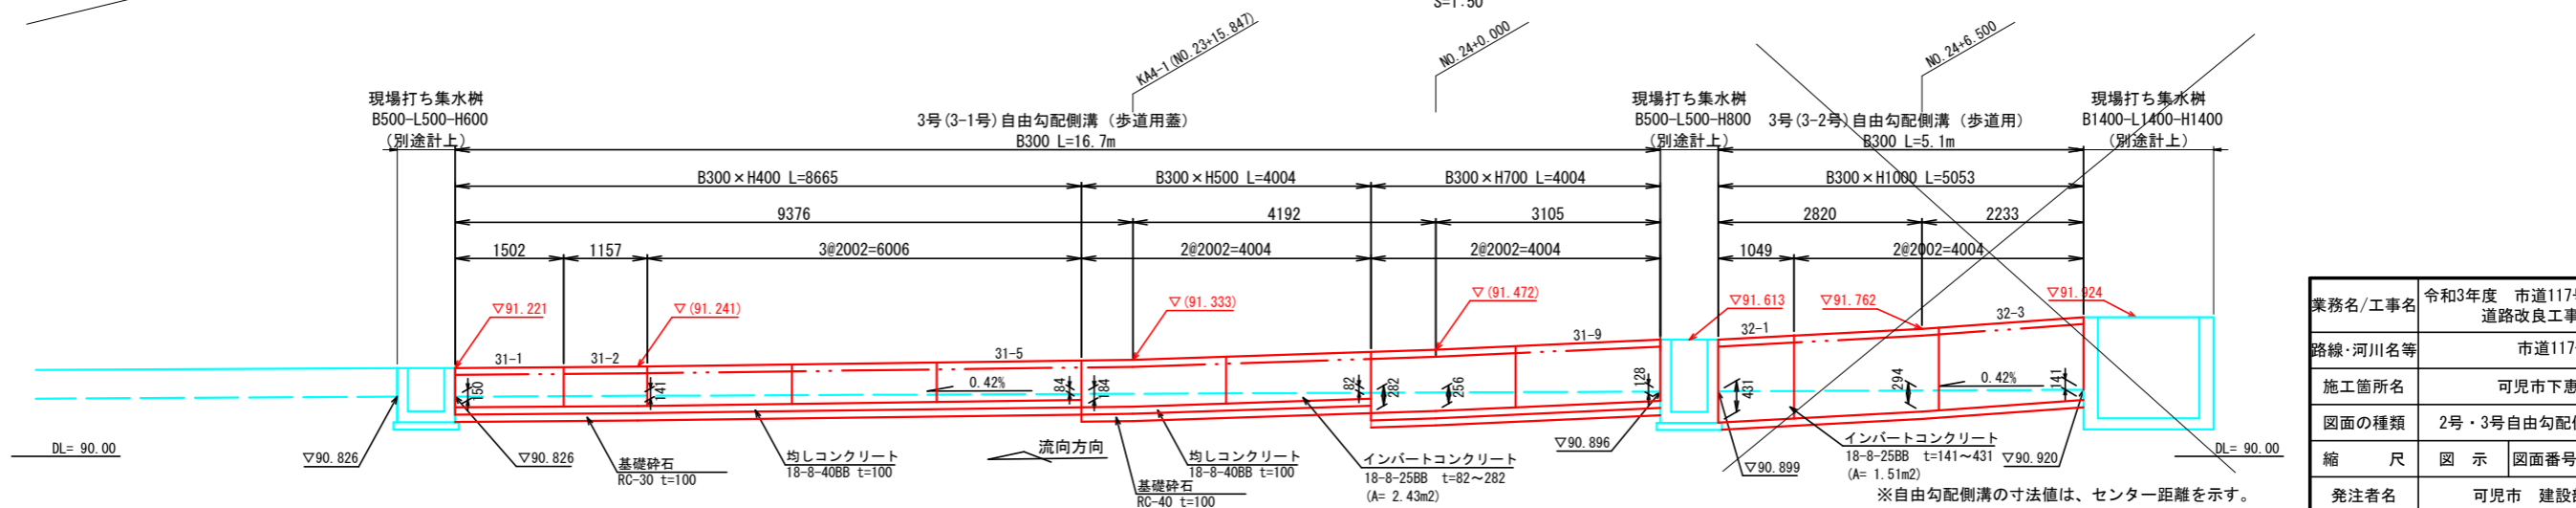 S=1:50
KA4-1(NO.23+15.847)
NO.24+0.000
NO.24+6.500
現場打ち集水桝
B500-L500-H600
(別途計上)
3号(3-1号)自由勾配側溝(歩道用蓋)
B300 L=16.7m
現場打ち集水桝
B500-L500-H800
(別途計上)
3号(3-2号)自由勾配側溝(歩道用)
B300 L=5.1m
現場打ち集水桝
B1400-L1400-H1400
(別途計上)
B300×H400 L=8665
B300×H500 L=4004
B300×H700 L=4004
B300×H1000 L=5053
9376
4192
3105
2820
2233
1502
1157
3@2002=6006
2@2002=4004
2@2002=4004
1049
2@2002=4004
▽91.221
▽(91.241)
▽(91.333)
▽(91.472)
▽91.613
▽91.762
▽91.924
31-1
31-2
31-5
31-9
32-1
32-3
150
141
0.42%
84
184
82
282
256
128
431
294
0.42%
141
DL= 90.00
▽90.826
▽90.826
基礎砕石
RC-30 t=100
均しコンクリート
18-8-40BB t=100
流向方向
基礎砕石
RC-40 t=100
均しコンクリート
18-8-40BB t=100
インバートコンクリート
18-8-25BB t=82~282
(A= 2.43m2)
▽90.896
▽90.899
インバートコンクリート
18-8-25BB t=141~431
(A= 1.51m2)
▽90.920
DL= 90.00
※自由勾配側溝の寸法値は、センター距離を示す。
業務名/工事名 令和3年度 市道117号
道路改良工事
路線・河川名等 市道117
施工箇所名 可児市下恵
図面の種類 2号・3号自由勾配側
縮 尺 図 示 図面番号
発注者名 可児市 建設部